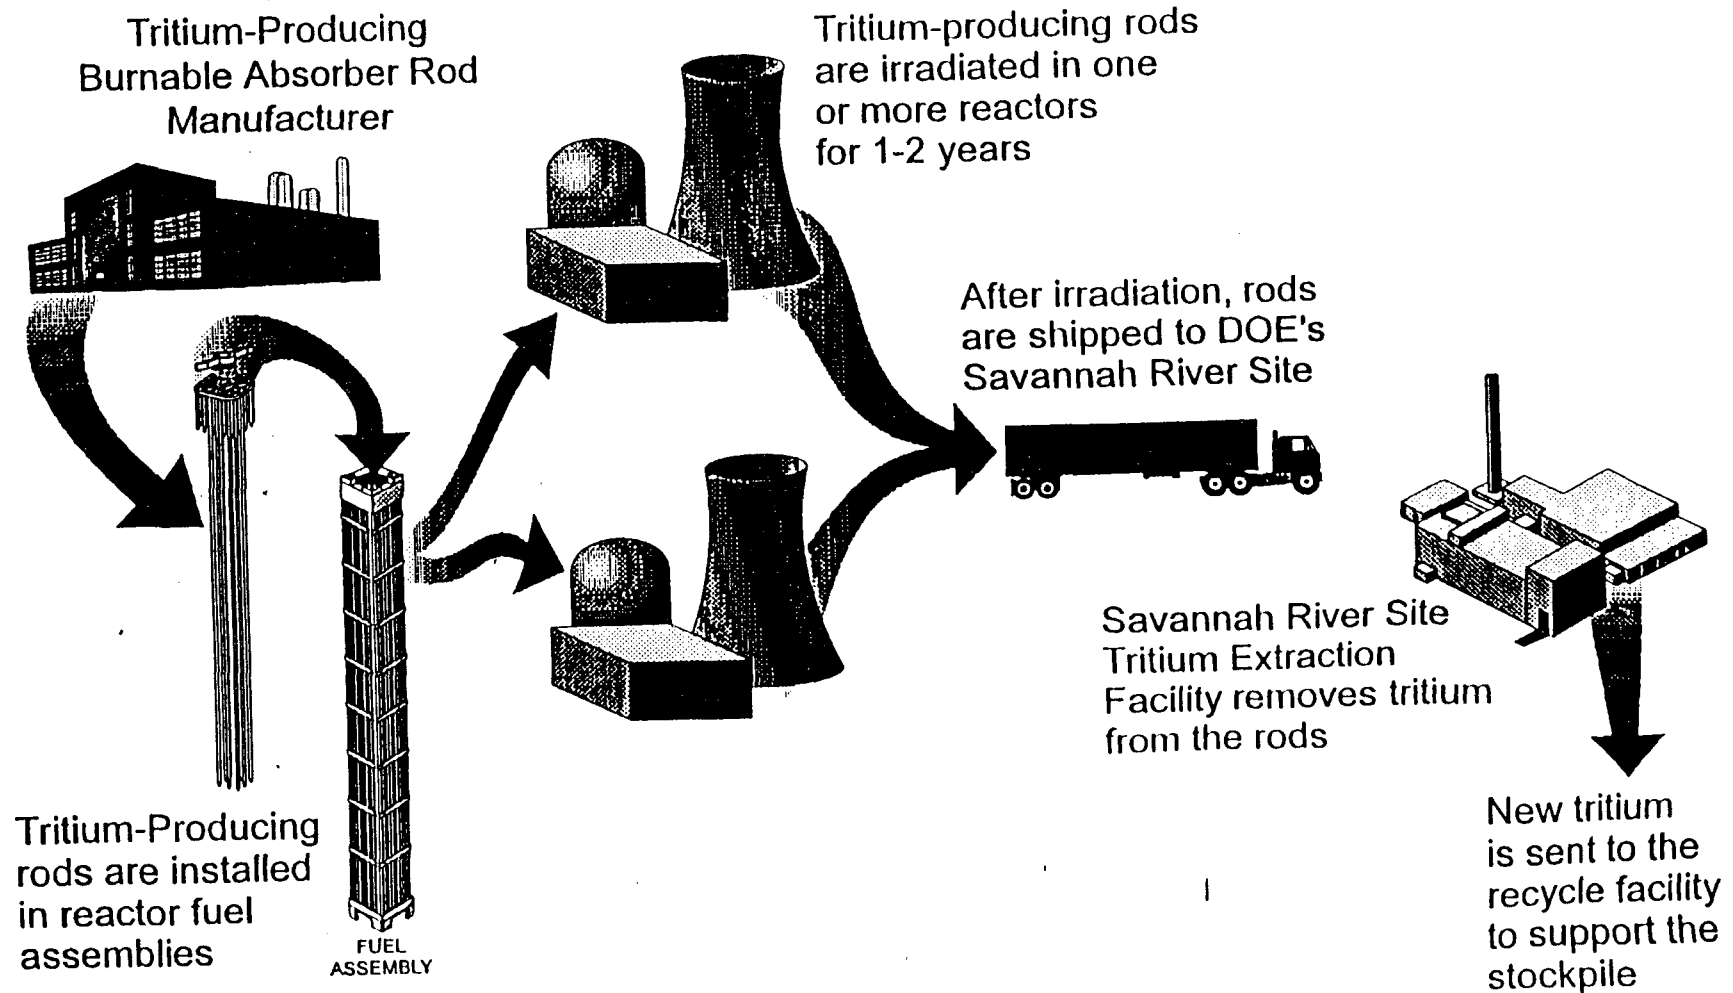 Tritium-Producing
Burnable Absorber Rod
Manufacturer
Tritium-producing rods
are irradiated in one
or more reactors
for 1-2 years
After irradiation, rods
are shipped to DOE's
Savannah River Site
Savannah River Site
Tritium Extraction
Facility removes tritium
from the rods
Tritium-Producing
rods are installed
in reactor fuel
assemblies
FUEL
ASSEMBLY
New tritium
is sent to the
recycle facility
to support the
stockpile